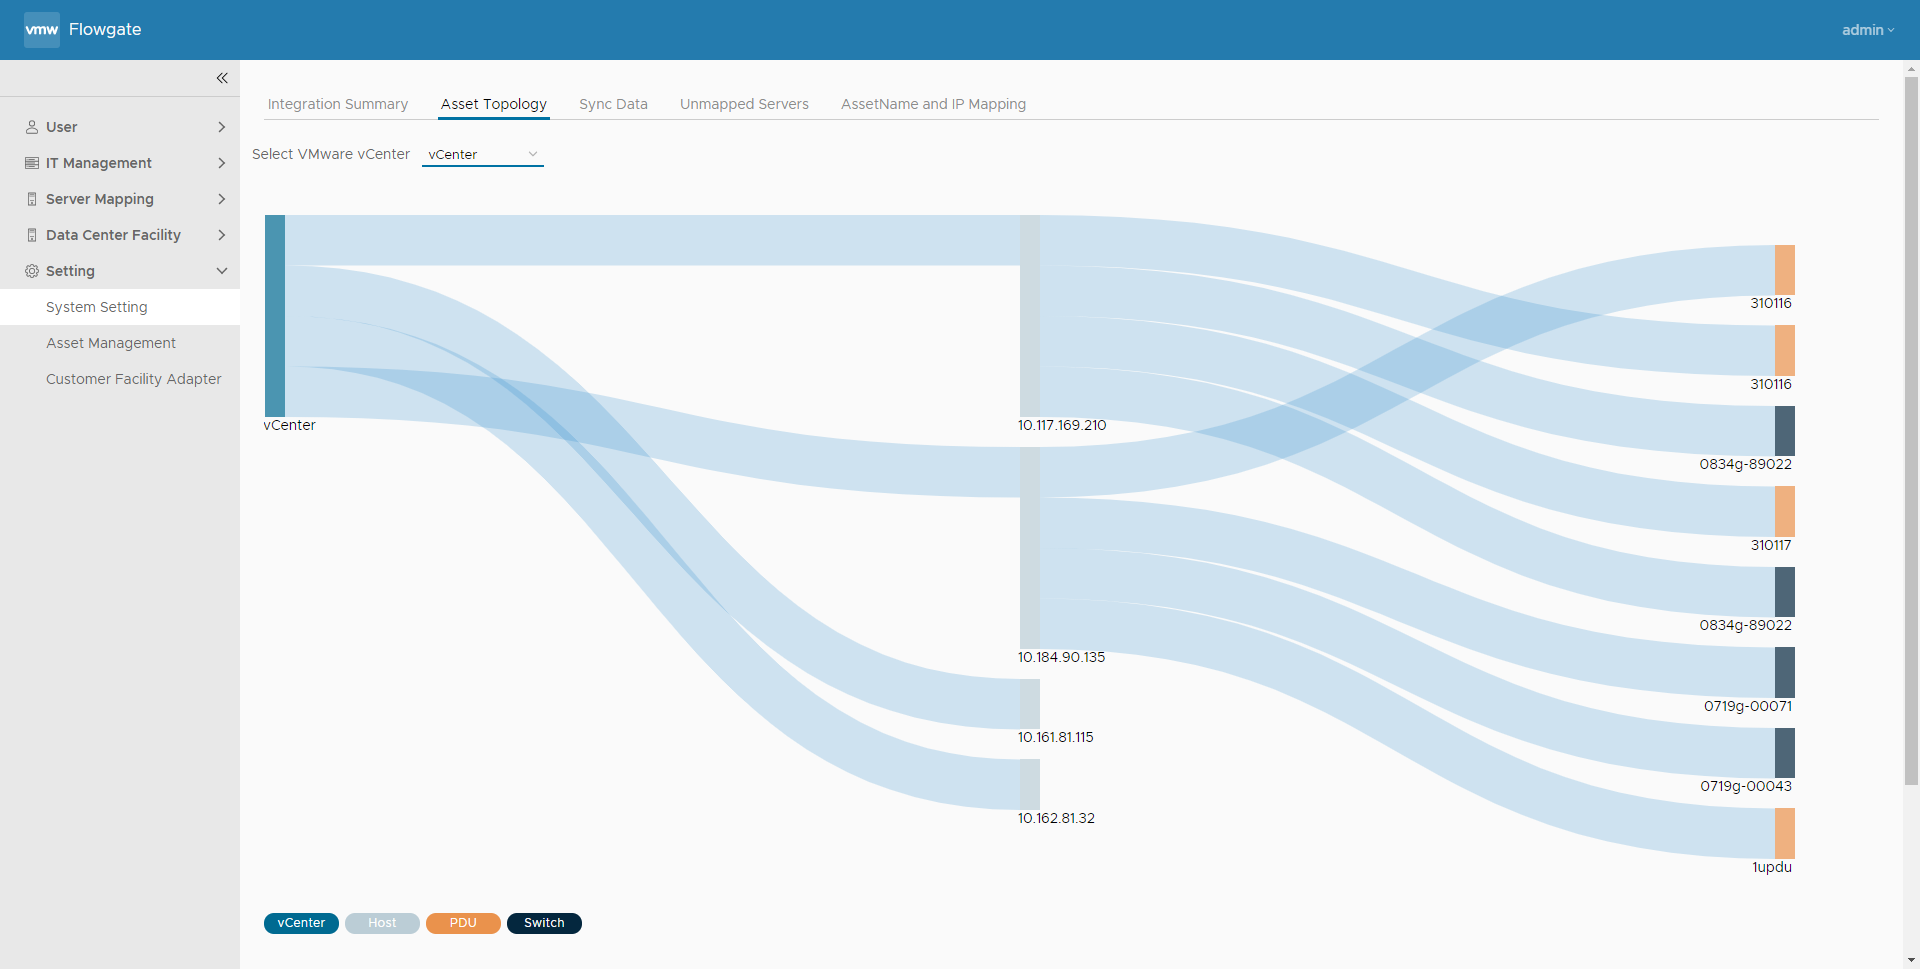 vmw Flowgate
admin
User
IT Management
Server Mapping
Data Center Facility
Setting
System Setting
Asset Management
Customer Facility Adapter
Integration Summary Asset Topology Sync Data Unmapped Servers AssetName and IP Mapping
Select VMware vCenter vCenter
vCenter
10.117.169.210
10.184.90.135
10.161.81.115
10.162.81.32
310116
310116
0834g-89022
310117
0834g-89022
0719g-00071
0719g-00043
1updu
vCenter Host PDU Switch